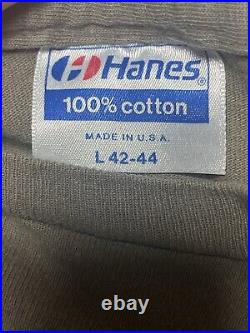 Hanes®
100% cotton
MADE IN U.S.A.
L 42-44